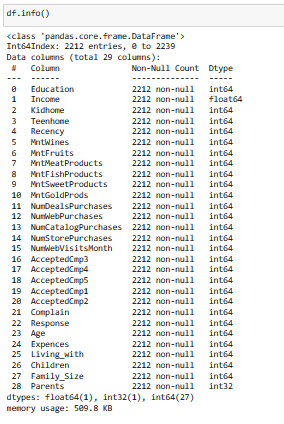 df.info()
<class 'pandas.core.frame.DataFrame'>
Int64Index: 2212 entries, 0 to 2239
Data columns (total 29 columns):
 #   Column               Non-Null Count  Dtype
---  ------               --------------  -----
 0   Education            2212 non-null   int64
 1   Income               2212 non-null   float64
 2   Kidhome              2212 non-null   int64
 3   Teenhome             2212 non-null   int64
 4   Recency              2212 non-null   int64
 5   MntWines             2212 non-null   int64
 6   MntFruits            2212 non-null   int64
 7   MntMeatProducts      2212 non-null   int64
 8   MntFishProducts      2212 non-null   int64
 9   MntSweetProducts     2212 non-null   int64
 10  MntGoldProds         2212 non-null   int64
 11  NumDealsPurchases    2212 non-null   int64
 12  NumWebPurchases      2212 non-null   int64
 13  NumCatalogPurchases  2212 non-null   int64
 14  NumStorePurchases    2212 non-null   int64
 15  NumWebVisitsMonth    2212 non-null   int64
 16  AcceptedCmp3         2212 non-null   int64
 17  AcceptedCmp4         2212 non-null   int64
 18  AcceptedCmp5         2212 non-null   int64
 19  AcceptedCmp1         2212 non-null   int64
 20  AcceptedCmp2         2212 non-null   int64
 21  Complain             2212 non-null   int64
 22  Response             2212 non-null   int64
 23  Age                  2212 non-null   int64
 24  Expences             2212 non-null   int64
 25  Living_with          2212 non-null   int64
 26  Children             2212 non-null   int64
 27  Family_Size          2212 non-null   int64
 28  Parents              2212 non-null   int32
dtypes: float64(1), int32(1), int64(27)
memory usage: 509.8 KB